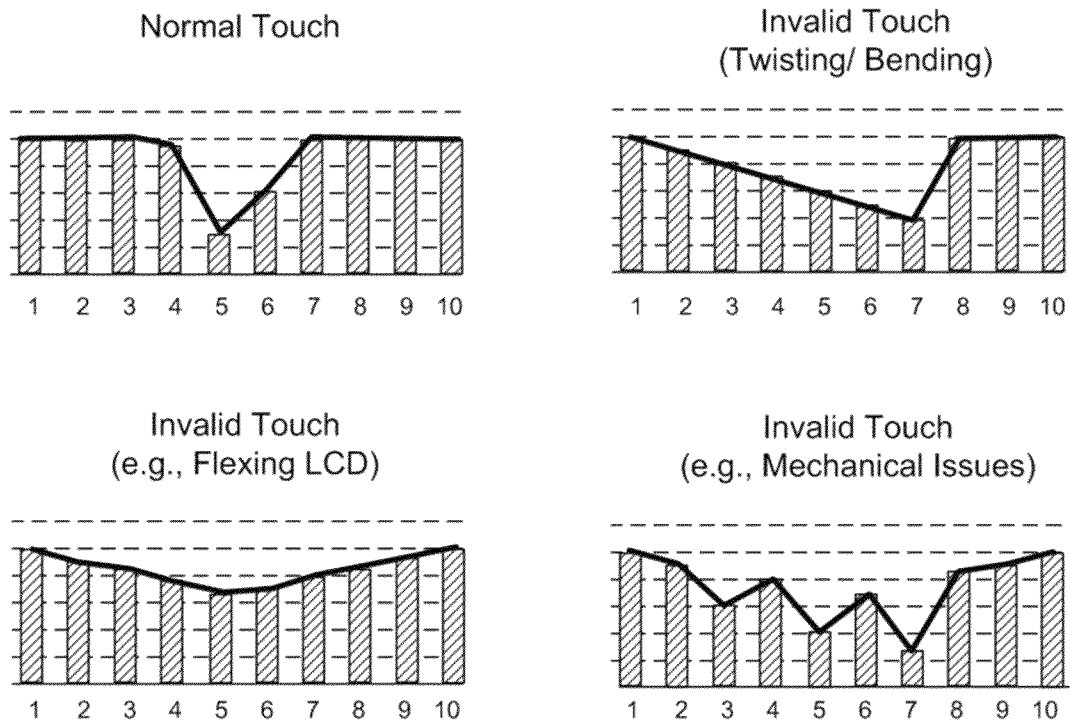 Normal Touch
Invalid Touch
(Twisting/ Bending)
1 2 3 4 5 6 7 8 9 10
1 2 3 4 5 6 7 8 9 10
Invalid Touch
(e.g., Flexing LCD)
Invalid Touch
(e.g., Mechanical Issues)
1 2 3 4 5 6 7 8 9 10
1 2 3 4 5 6 7 8 9 10